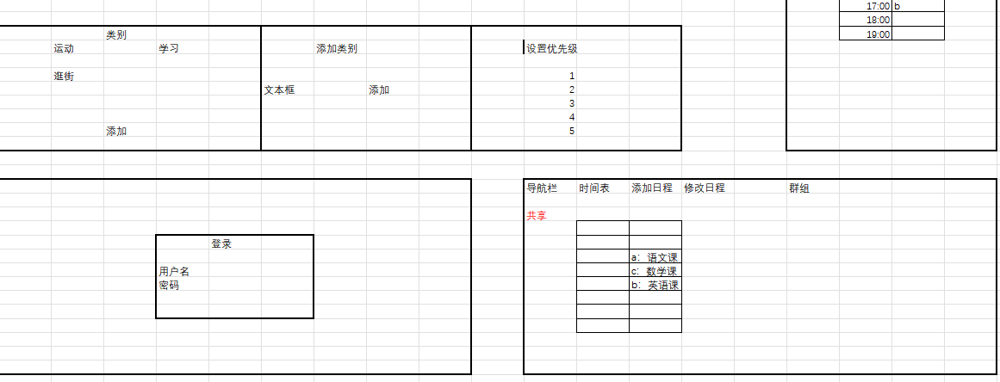 17:00 b
18:00
19:00
类别
运动 学习 添加类别 设置优先级
逛街 1
文本框 添加 2
3
4
添加 5
导航栏 时间表 添加日程 修改日程 群组
共享
登录
a：语文课
用户名 c：数学课
密码 b：英语课